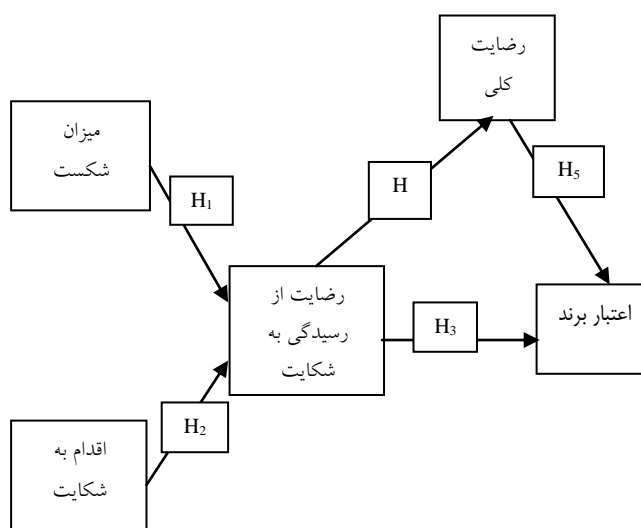 رضایت
کلی
میزان
شکست
H
H₅
H₁
رضایت از
رسیدگی به
شکایت
H₃
اعتبار برند
H₂
اقدام به
شکایت